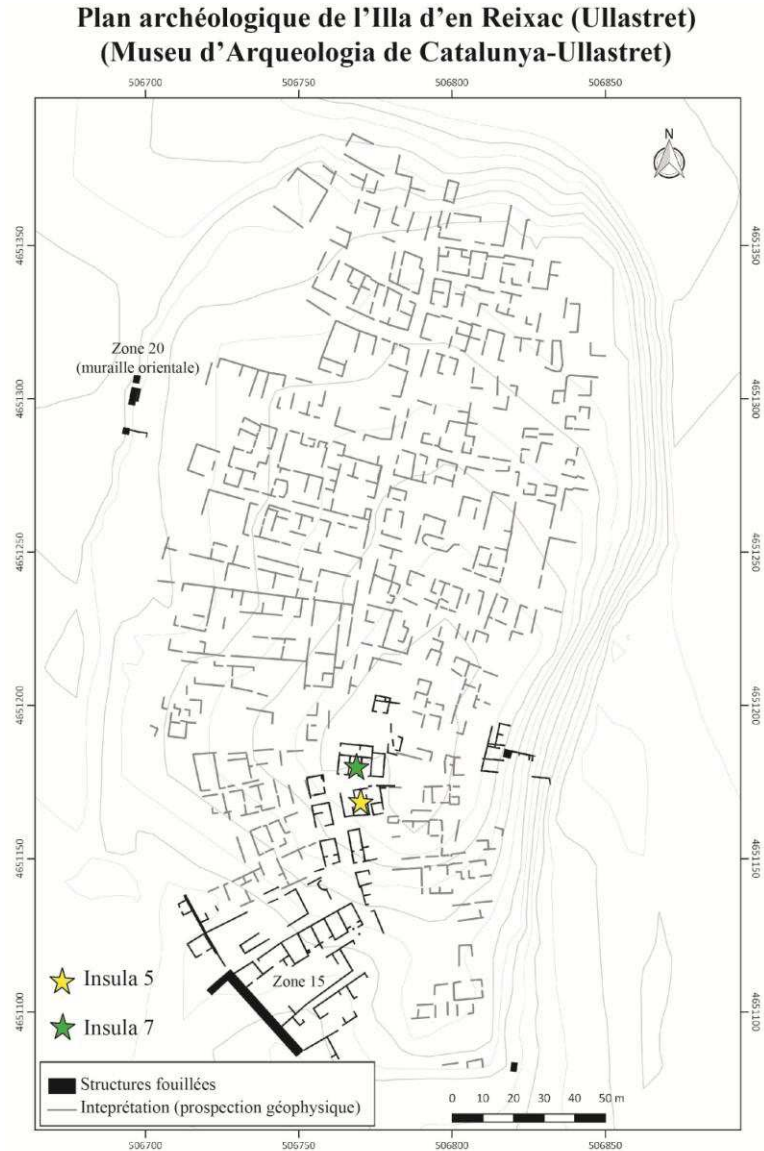 Plan archéologique de l'Illa d'en Reixac (Ullastret)
(Museu d'Arqueologia de Catalunya-Ullastret)
506700 506750 506800 506850
N
4651350 4651350
Zone 20
(muraille orientale)
4651300 4651300
4651250 4651250
4651200 4651200
4651150 4651150
Insula 5
Zone 15
4651100 4651100
Insula 7
Structures fouillées
Inteprétation (prospection géophysique)
0 10 20 30 40 50 m
506700 506750 506800 506850